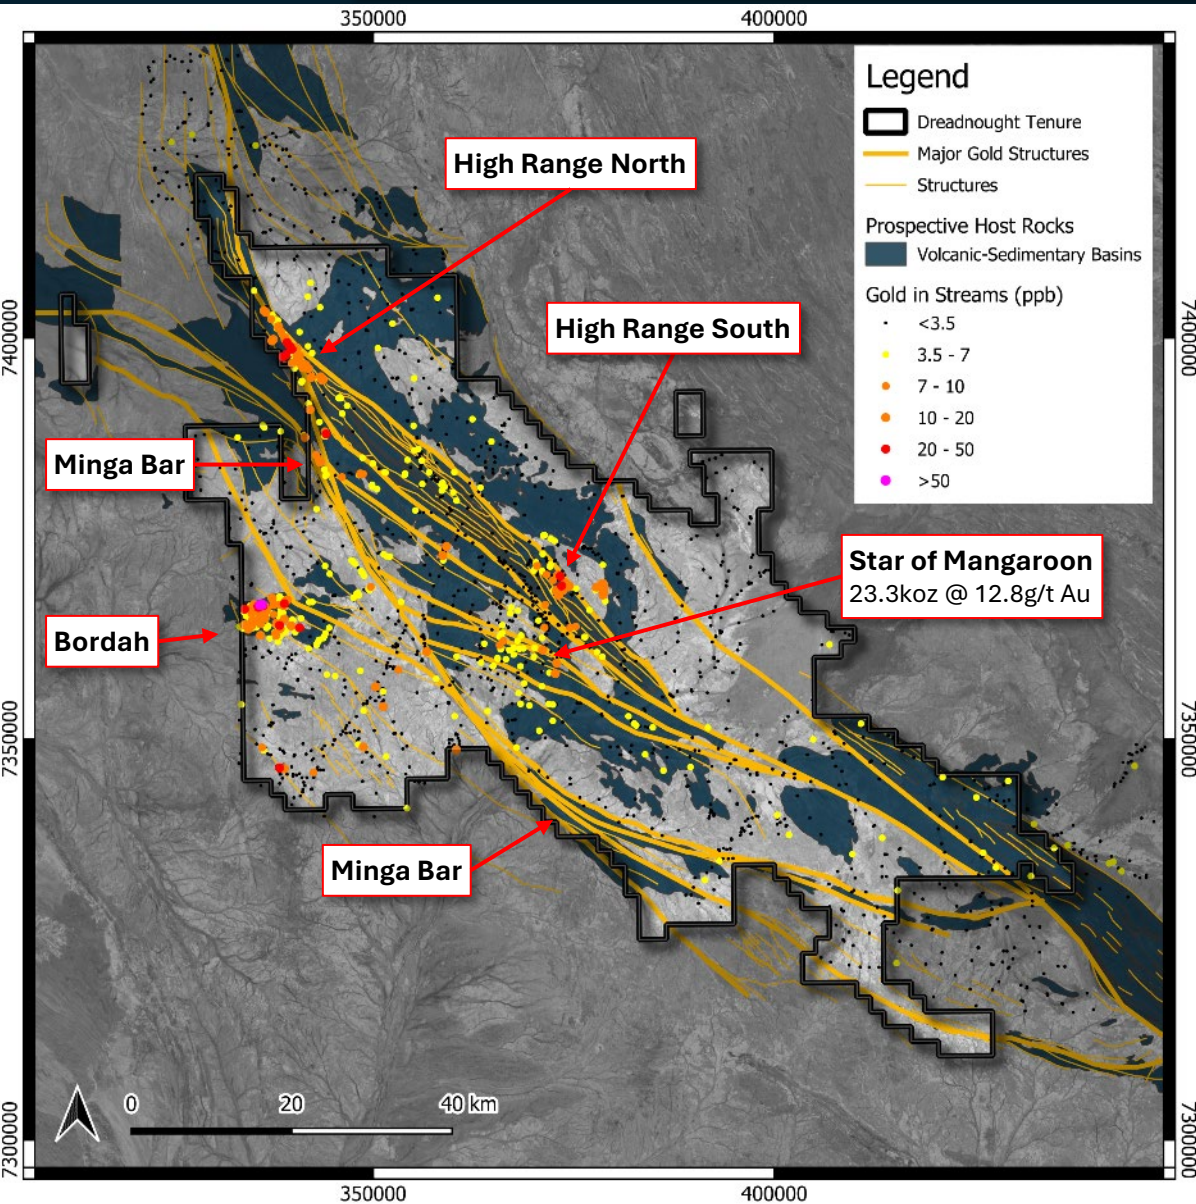 350000
400000
Legend
Dreadnought Tenure
Major Gold Structures
Structures
Prospective Host Rocks
Volcanic-Sedimentary Basins
Gold in Streams (ppb)
<3.5
3.5 - 7
7 - 10
10 - 20
20 - 50
>50
High Range North
7400000
7400000
High Range South
Minga Bar
Star of Mangaroon
23.3koz @ 12.8g/t Au
Bordah
7350000
7350000
Minga Bar
0 20 40 km
7300000
7300000
350000
400000